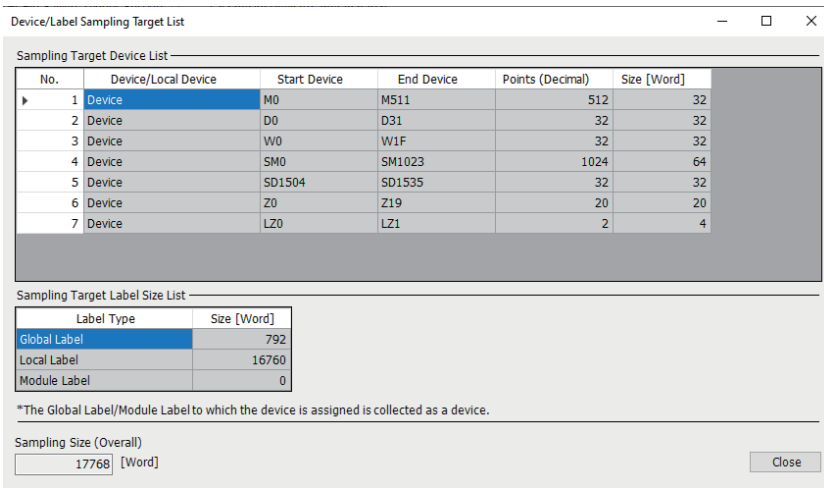 Device/Label Sampling Target List
Sampling Target Device List
No. Device/Local Device Start Device End Device Points (Decimal) Size [Word]
1 Device M0 M511 512 32
2 Device D0 D31 32 32
3 Device W0 W1F 32 32
4 Device SM0 SM1023 1024 64
5 Device SD1504 SD1535 32 32
6 Device Z0 Z19 20 20
7 Device LZ0 LZ1 2 4
Sampling Target Label Size List
Label Type Size [Word]
Global Label 792
Local Label 16760
Module Label 0
*The Global Label/Module Label to which the device is assigned is collected as a device.
Sampling Size (Overall)
17768 [Word]
Close